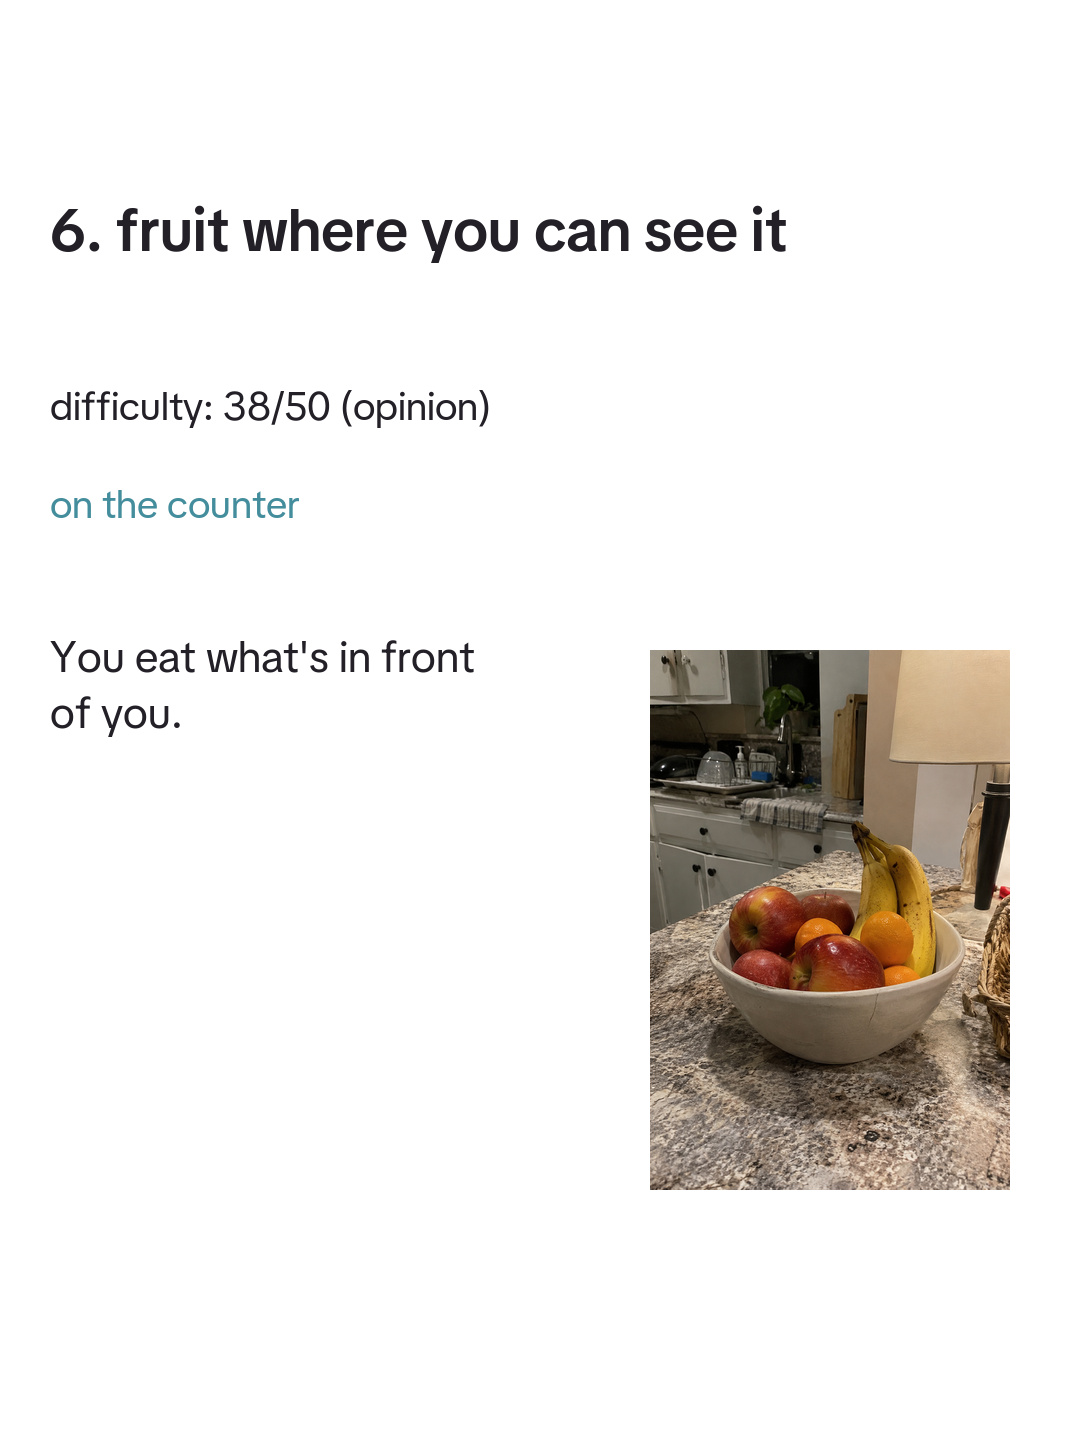 6. fruit where you can see it
difficulty: 38/50 (opinion)
on the counter
You eat what's in front
of you.